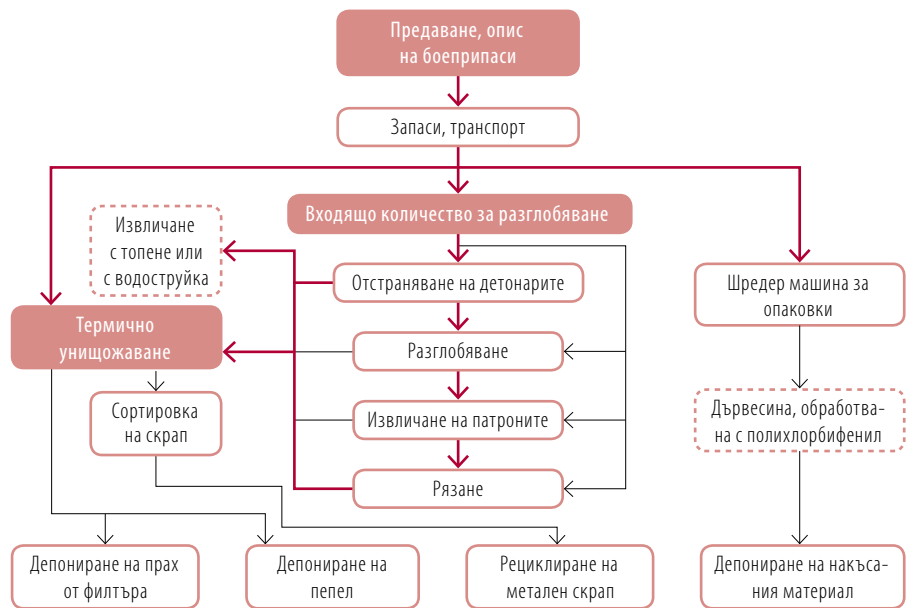 Предаване, опис
на боеприпаси
Запаси, транспорт
Входящо количество за разглобяване
Извличане
с топене или
с водоструйка
Отстраняване на детонарите
Шредер машина за
опаковки
Термично
унищожаване
Разглобяване
Сортировка
на скрап
Извличане на патроните
Дървесина, обработва-
на с полихлорбифенил
Рязане
Депониране на прах
от филтъра
Депониране на
пепел
Рециклиране на
метален скрап
Депониране на накъса-
ния материал